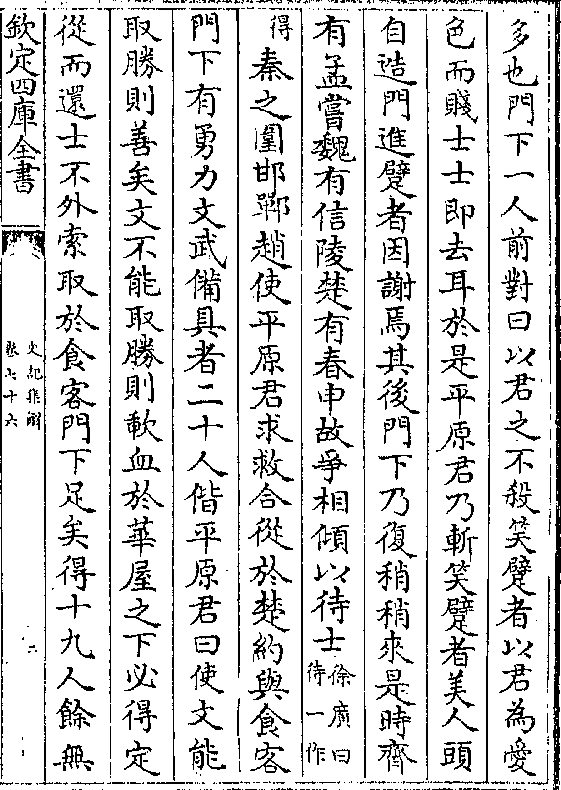 多也門下一人前對曰以君之不殺笑躄者以君為愛
色而賤士士即去耳於是平原君乃斬笑躄者美人頭
自造門進躄者因謝焉其後門下乃復稍稍來是時齊
有孟嘗魏有信陵楚有春申故爭相傾以待士徐廣曰待一作
得秦之圍邯鄲趙使平原君求救合從於楚約與食客
門下有勇力文武備具者二十人偕平原君曰使文能
取勝則善矣文不能取勝則歃血於華屋之下必得定
從而還士不外索取於食客門下足矣得十九人餘無
欽定四庫全書
史記集解
卷七十六
二